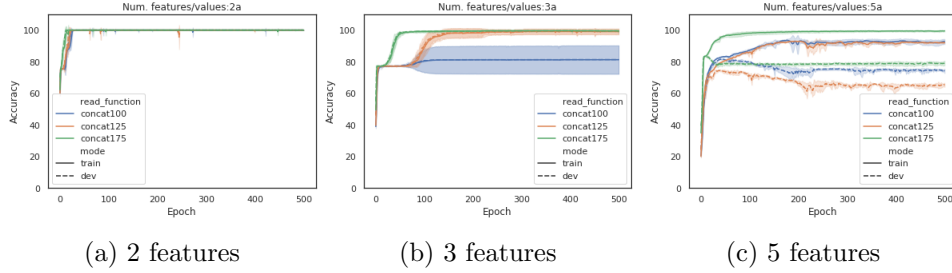 Num. features/values:2a
100
80
60
40
20
0
Accuracy
read_function
concat100
concat125
concat175
mode
train
dev
0
100
200
300
400
500
Epoch
(a) 2 features
Num. features/values:3a
100
80
60
40
20
0
Accuracy
read_function
concat100
concat125
concat175
mode
train
dev
0
100
200
300
400
500
Epoch
(b) 3 features
Num. features/values:5a
100
80
60
40
20
0
Accuracy
read_function
concat100
concat125
concat175
mode
train
dev
0
100
200
300
400
500
Epoch
(c) 5 features